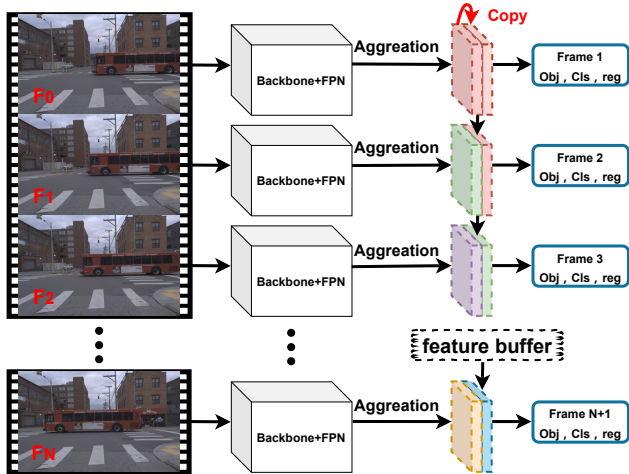 Copy
Aggreation
F0
Backbone+FPN
Frame 1
Obj , Cls , reg
Aggreation
F1
Backbone+FPN
Frame 2
Obj , Cls , reg
Aggreation
F2
Backbone+FPN
Frame 3
Obj , Cls , reg
feature buffer
Aggreation
FN
Backbone+FPN
Frame N+1
Obj , Cls , reg